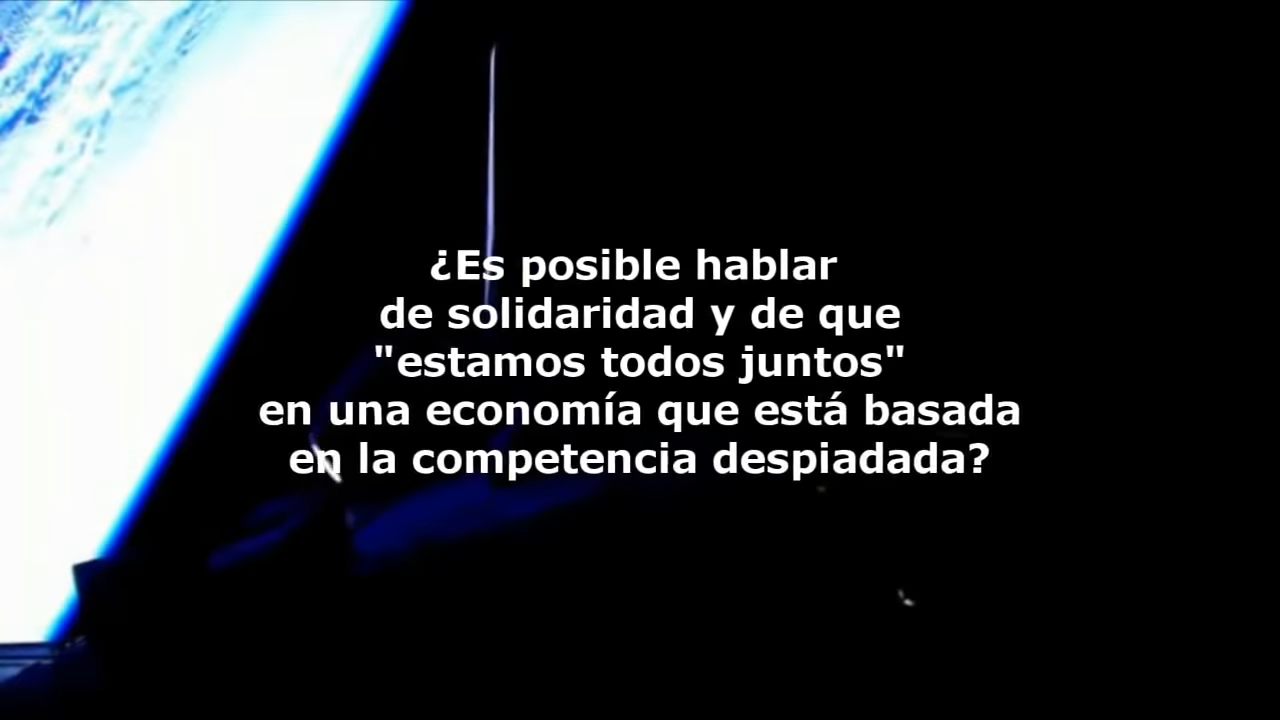 ¿Es posible hablar
de solidaridad y de que
"estamos todos juntos"
en una economía que está basada
en la competencia despiadada?